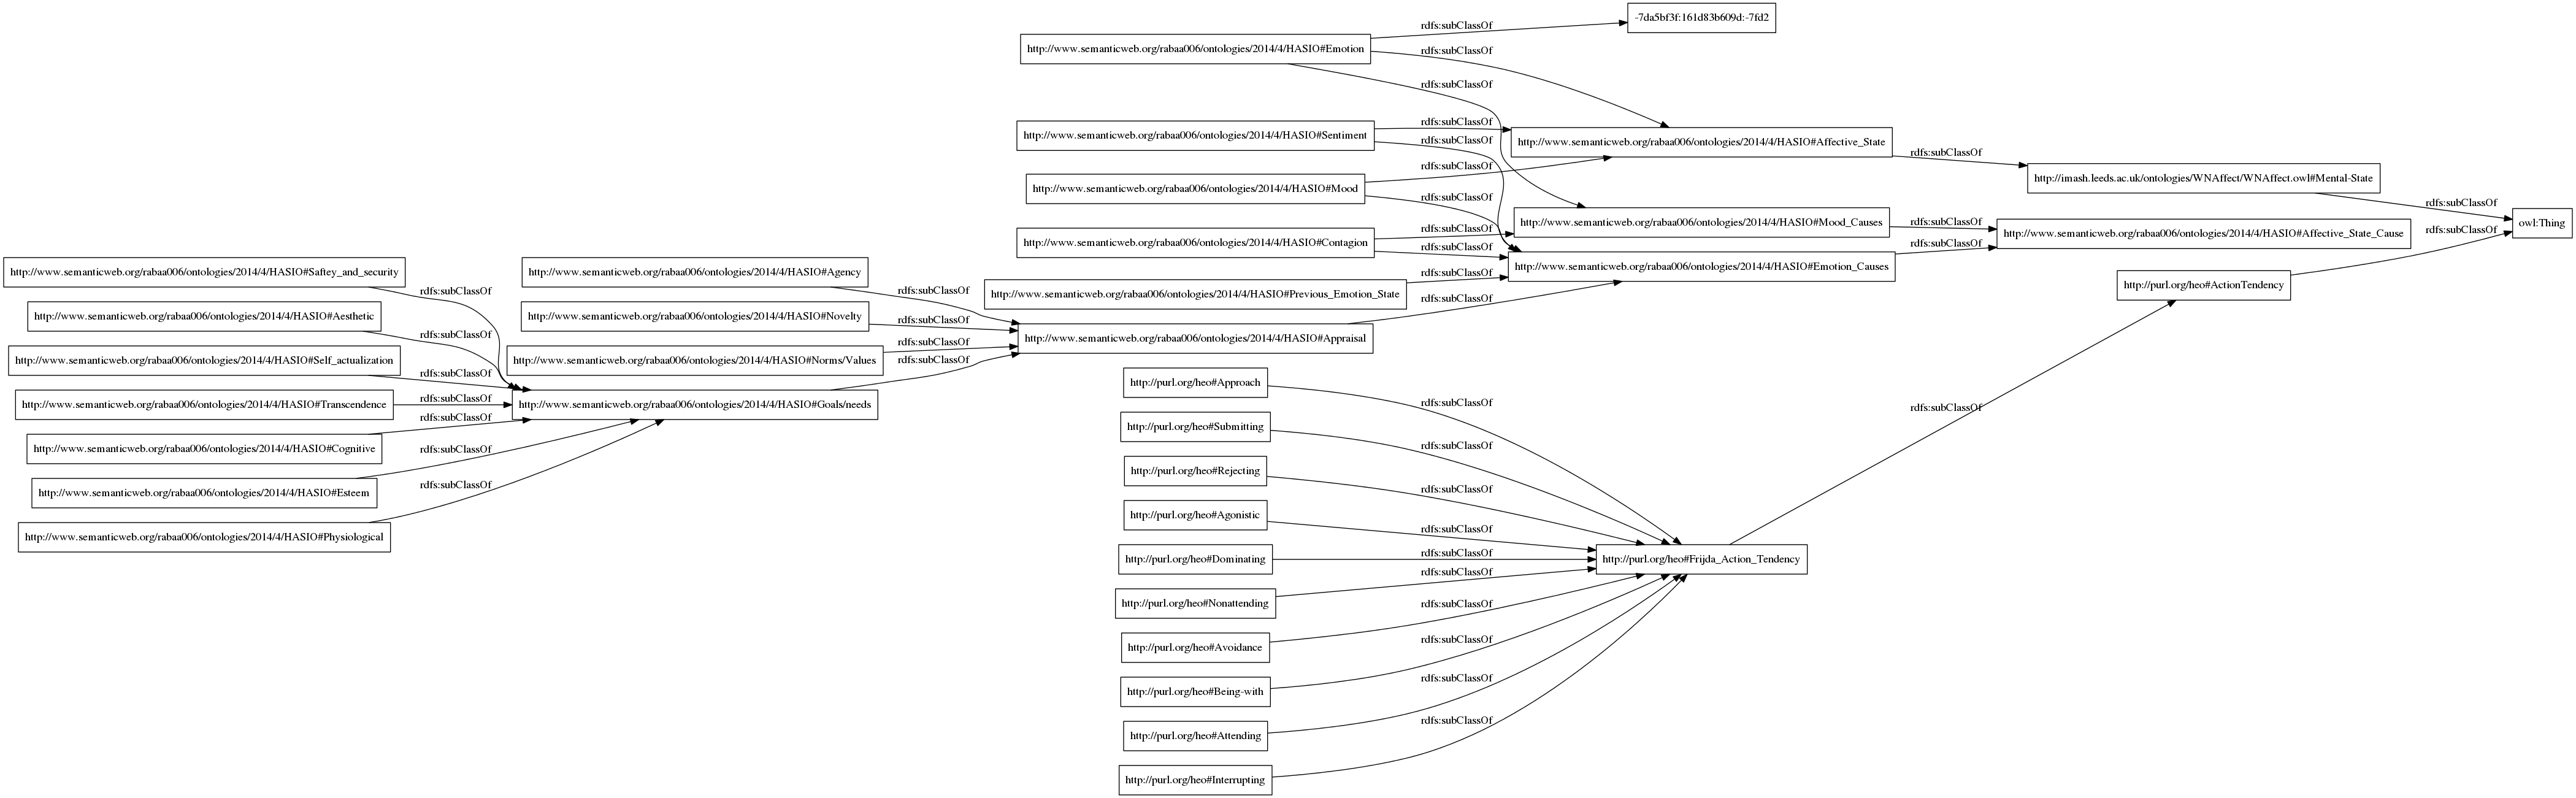 -7da5bf3f:161d83b609d:-7fd2
rdfs:subClassOf
http://www.semanticweb.org/rabaa006/ontologies/2014/4/HASIO#Emotion
rdfs:subClassOf
rdfs:subClassOf
http://www.semanticweb.org/rabaa006/ontologies/2014/4/HASIO#Sentiment
rdfs:subClassOf
rdfs:subClassOf
http://www.semanticweb.org/rabaa006/ontologies/2014/4/HASIO#Affective_State
rdfs:subClassOf
http://www.semanticweb.org/rabaa006/ontologies/2014/4/HASIO#Mood
rdfs:subClassOf
rdfs:subClassOf
http://imash.leeds.ac.uk/ontologies/WNAffect/WNAffect.owl#Mental-State
rdfs:subClassOf
owl:Thing
http://www.semanticweb.org/rabaa006/ontologies/2014/4/HASIO#Mood_Causes
rdfs:subClassOf
http://www.semanticweb.org/rabaa006/ontologies/2014/4/HASIO#Affective_State_Cause
rdfs:subClassOf
http://www.semanticweb.org/rabaa006/ontologies/2014/4/HASIO#Contagion
rdfs:subClassOf
rdfs:subClassOf
http://www.semanticweb.org/rabaa006/ontologies/2014/4/HASIO#Emotion_Causes
rdfs:subClassOf
http://www.semanticweb.org/rabaa006/ontologies/2014/4/HASIO#Previous_Emotion_State
rdfs:subClassOf
http://purl.org/heo#ActionTendency
http://www.semanticweb.org/rabaa006/ontologies/2014/4/HASIO#Saftey_and_security
rdfs:subClassOf
http://www.semanticweb.org/rabaa006/ontologies/2014/4/HASIO#Agency
rdfs:subClassOf
rdfs:subClassOf
http://www.semanticweb.org/rabaa006/ontologies/2014/4/HASIO#Aesthetic
rdfs:subClassOf
http://www.semanticweb.org/rabaa006/ontologies/2014/4/HASIO#Novelty
rdfs:subClassOf
http://www.semanticweb.org/rabaa006/ontologies/2014/4/HASIO#Appraisal
http://www.semanticweb.org/rabaa006/ontologies/2014/4/HASIO#Self_actualization
rdfs:subClassOf
http://www.semanticweb.org/rabaa006/ontologies/2014/4/HASIO#Norms/Values
rdfs:subClassOf
rdfs:subClassOf
http://www.semanticweb.org/rabaa006/ontologies/2014/4/HASIO#Transcendence
rdfs:subClassOf
http://www.semanticweb.org/rabaa006/ontologies/2014/4/HASIO#Goals/needs
http://www.semanticweb.org/rabaa006/ontologies/2014/4/HASIO#Cognitive
rdfs:subClassOf
http://www.semanticweb.org/rabaa006/ontologies/2014/4/HASIO#Esteem
rdfs:subClassOf
http://www.semanticweb.org/rabaa006/ontologies/2014/4/HASIO#Physiological
rdfs:subClassOf
http://purl.org/heo#Approach
rdfs:subClassOf
rdfs:subClassOf
http://purl.org/heo#Submitting
rdfs:subClassOf
http://purl.org/heo#Rejecting
rdfs:subClassOf
http://purl.org/heo#Agonistic
rdfs:subClassOf
http://purl.org/heo#Dominating
rdfs:subClassOf
http://purl.org/heo#Frijda_Action_Tendency
http://purl.org/heo#Nonattending
rdfs:subClassOf
http://purl.org/heo#Avoidance
rdfs:subClassOf
http://purl.org/heo#Being-with
rdfs:subClassOf
http://purl.org/heo#Attending
rdfs:subClassOf
http://purl.org/heo#Interrupting
rdfs:subClassOf